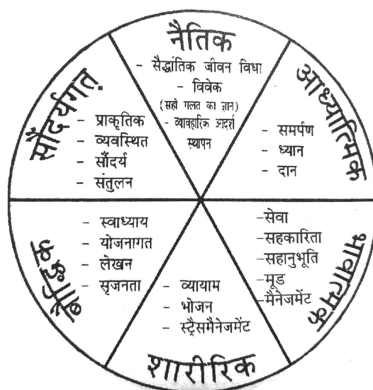 नैतिक
- सैद्धांतिक जीवन विधा
- विवेक
(सही गलत का ज्ञान)
- व्यावहारिक आदर्श
स्थापन
आध्यात्मिक
- समर्पण
- ध्यान
- दान
भावात्मक
-सेवा
-सहकारिता
-सहानुभूति
-मूड
-मैनेजमेंट
शारीरिक
- व्यायाम
- भोजन
- स्ट्रैसमैनेजमेंट
बौद्धिक
- स्वाध्याय
- योजनागत
- लेखन
- सृजनता
सौंदर्यगत्
- प्राकृतिक
- व्यवस्थित
- सौंदर्य
- संतुलन